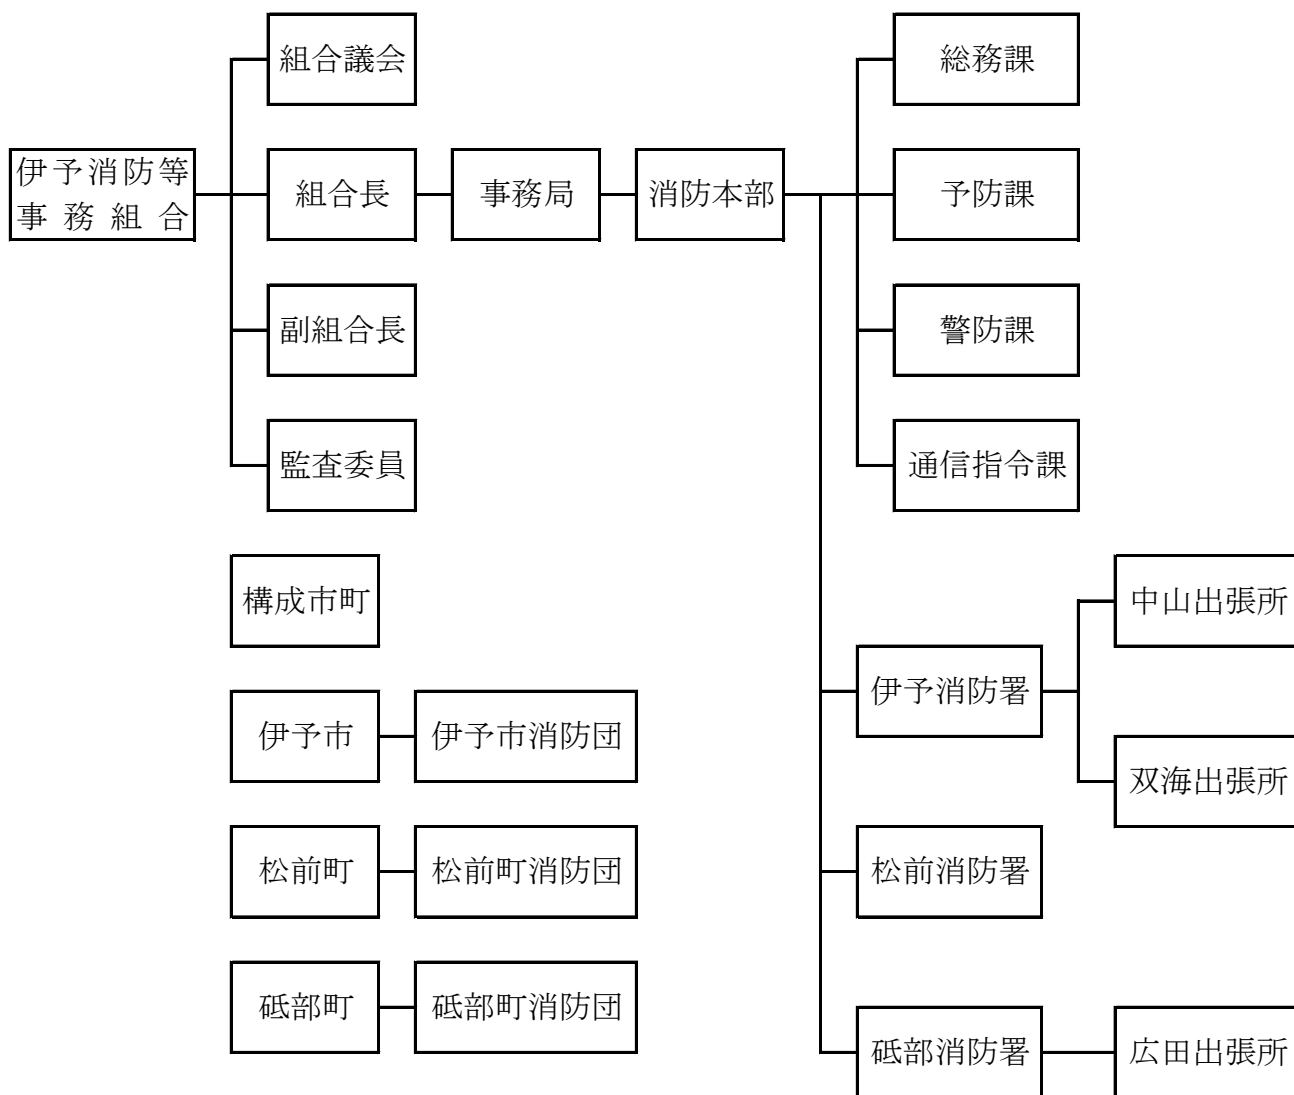 伊予消防等
事務組合
組合議会
組合長
副組合長
監査委員
事務局
消防本部
総務課
予防課
警防課
通信指令課
伊予消防署
中山出張所
双海出張所
松前消防署
砥部消防署
広田出張所
構成市町
伊予市
伊予市消防団
松前町
松前町消防団
砥部町
砥部町消防団